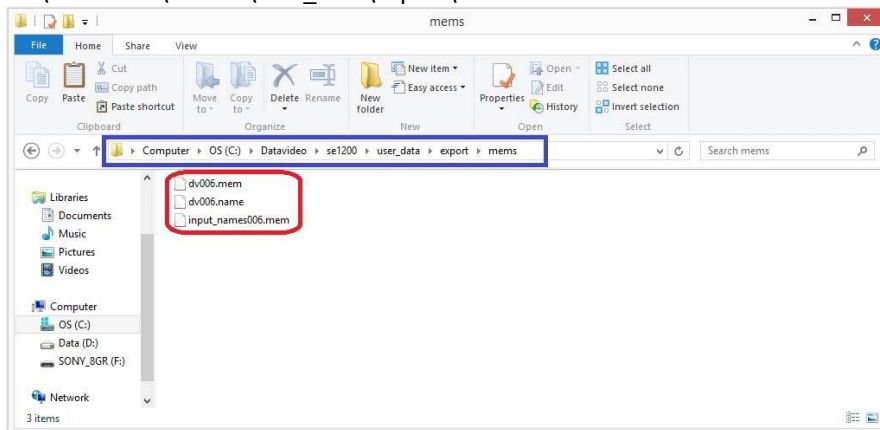 mems
File Home Share View
Copy
Paste
Cut
Copy path
Paste shortcut
Move to
Copy to
Delete
Rename
New folder
New item
Easy access
Properties
Open
Edit
History
Select all
Select none
Invert selection
Clipboard
Organize
New
Open
Select
Computer OS (C:) Datavideo se1200 user_data export mems
Search mems
Libraries
Documents
Music
Pictures
Videos
Computer
OS (C:)
Data (D:)
SONY_8GR (F:)
Network
dv006.mem
dv006.name
input_names006.mem
3 items